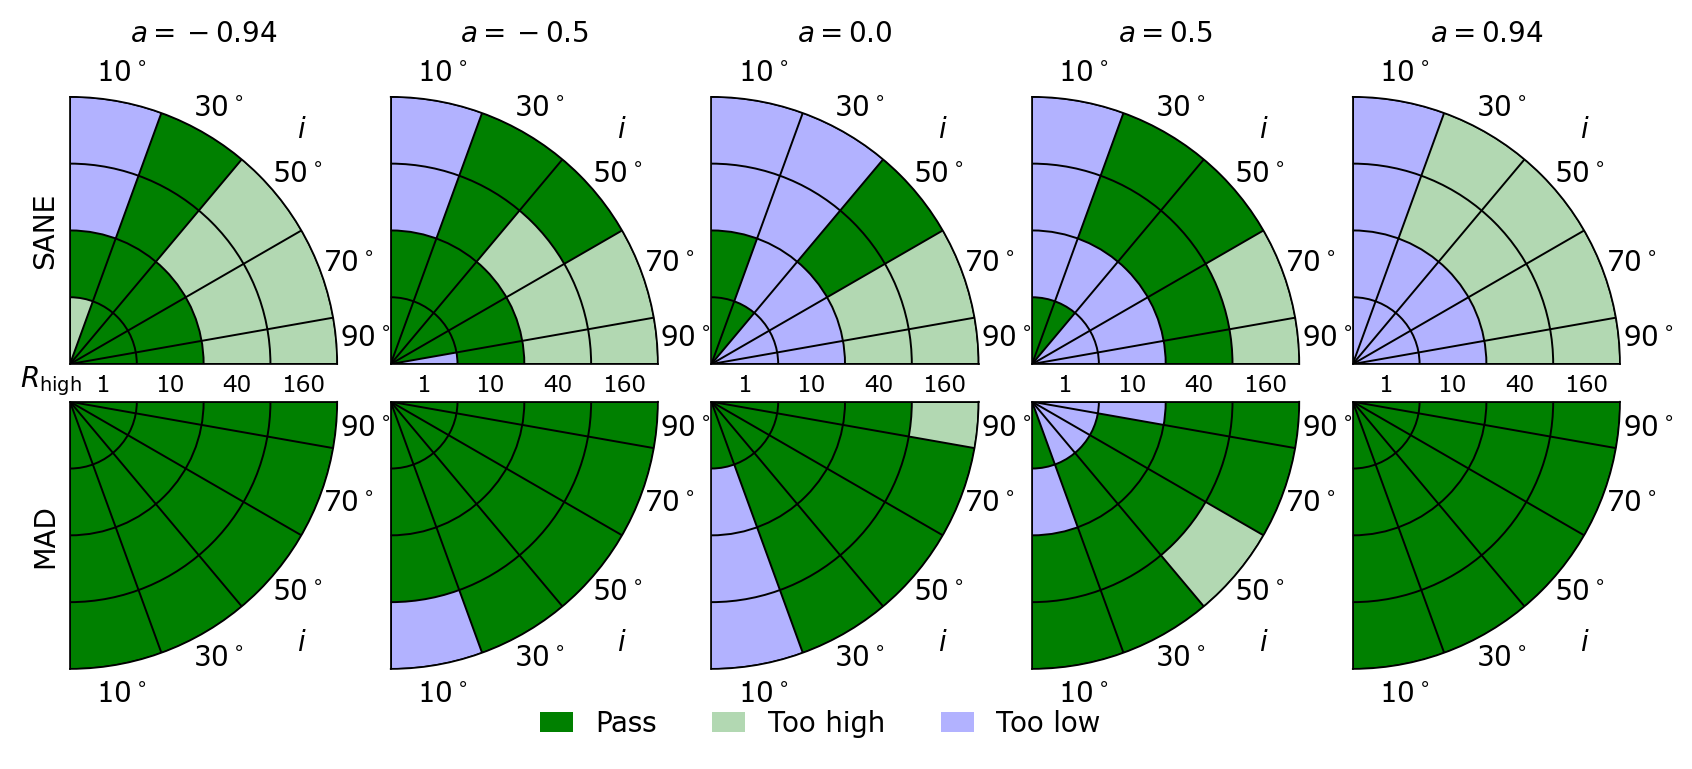 a = −0.94 a = −0.5 a = 0.0 a = 0.5 a = 0.94
10° 10° 10° 10° 10°
30° 30° 30° 30° 30°
i i i i i
50° 50° 50° 50° 50°
SANE
70° 70° 70° 70° 70°
90° 90° 90° 90° 90°
R_high 1 10 40 160 1 10 40 160 1 10 40 160 1 10 40 160 1 10 40 160
90° 90° 90° 90° 90°
70° 70° 70° 70° 70°
MAD
50° 50° 50° 50° 50°
i i i i i
30° 30° 30° 30° 30°
10° 10° 10° 10° 10°
Pass Too high Too low